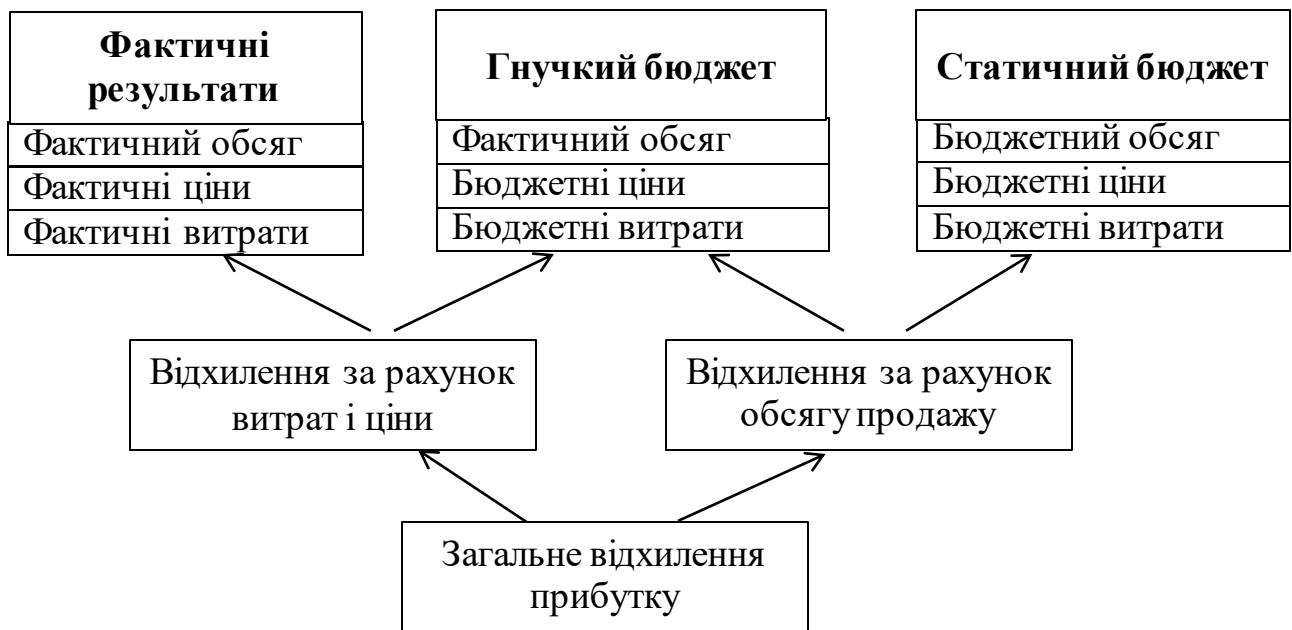 Фактичні
результати
Фактичний обсяг
Фактичні ціни
Фактичні витрати
Гнучкий бюджет
Фактичний обсяг
Бюджетні ціни
Бюджетні витрати
Статичний бюджет
Бюджетний обсяг
Бюджетні ціни
Бюджетні витрати
Відхилення за рахунок
витрат і ціни
Відхилення за рахунок
обсягу продажу
Загальне відхилення
прибутку